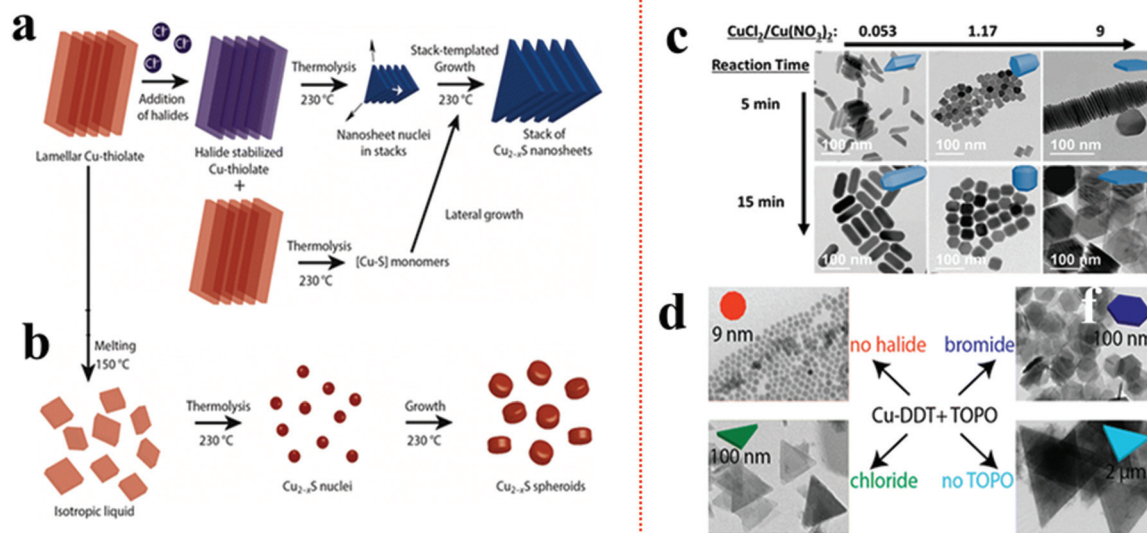 a
Cl⁻
Cl⁻
Cl⁻
Addition
of halides
Thermolysis
230 °C
Stack-templated
Growth
230 °C
Lamellar Cu-thiolate
Halide stabilized
Cu-thiolate
+
Nanosheet nuclei
in stacks
Stack of
Cu₂₋ₓS nanosheets
Thermolysis
230 °C
[Cu-S] monomers
Lateral growth
b
Melting
150 °C
Thermolysis
230 °C
Growth
230 °C
Isotropic liquid
Cu₂₋ₓS nuclei
Cu₂₋ₓS spheroids
c
CuCl₂/Cu(NO₃)₂: 0.053 1.17 9
Reaction Time
5 min
100 nm 100 nm 100 nm
15 min
100 nm 100 nm 100 nm
d
9 nm
no halide bromide
f
100 nm
Cu-DDT+ TOPO
100 nm
chloride no TOPO
2 μm